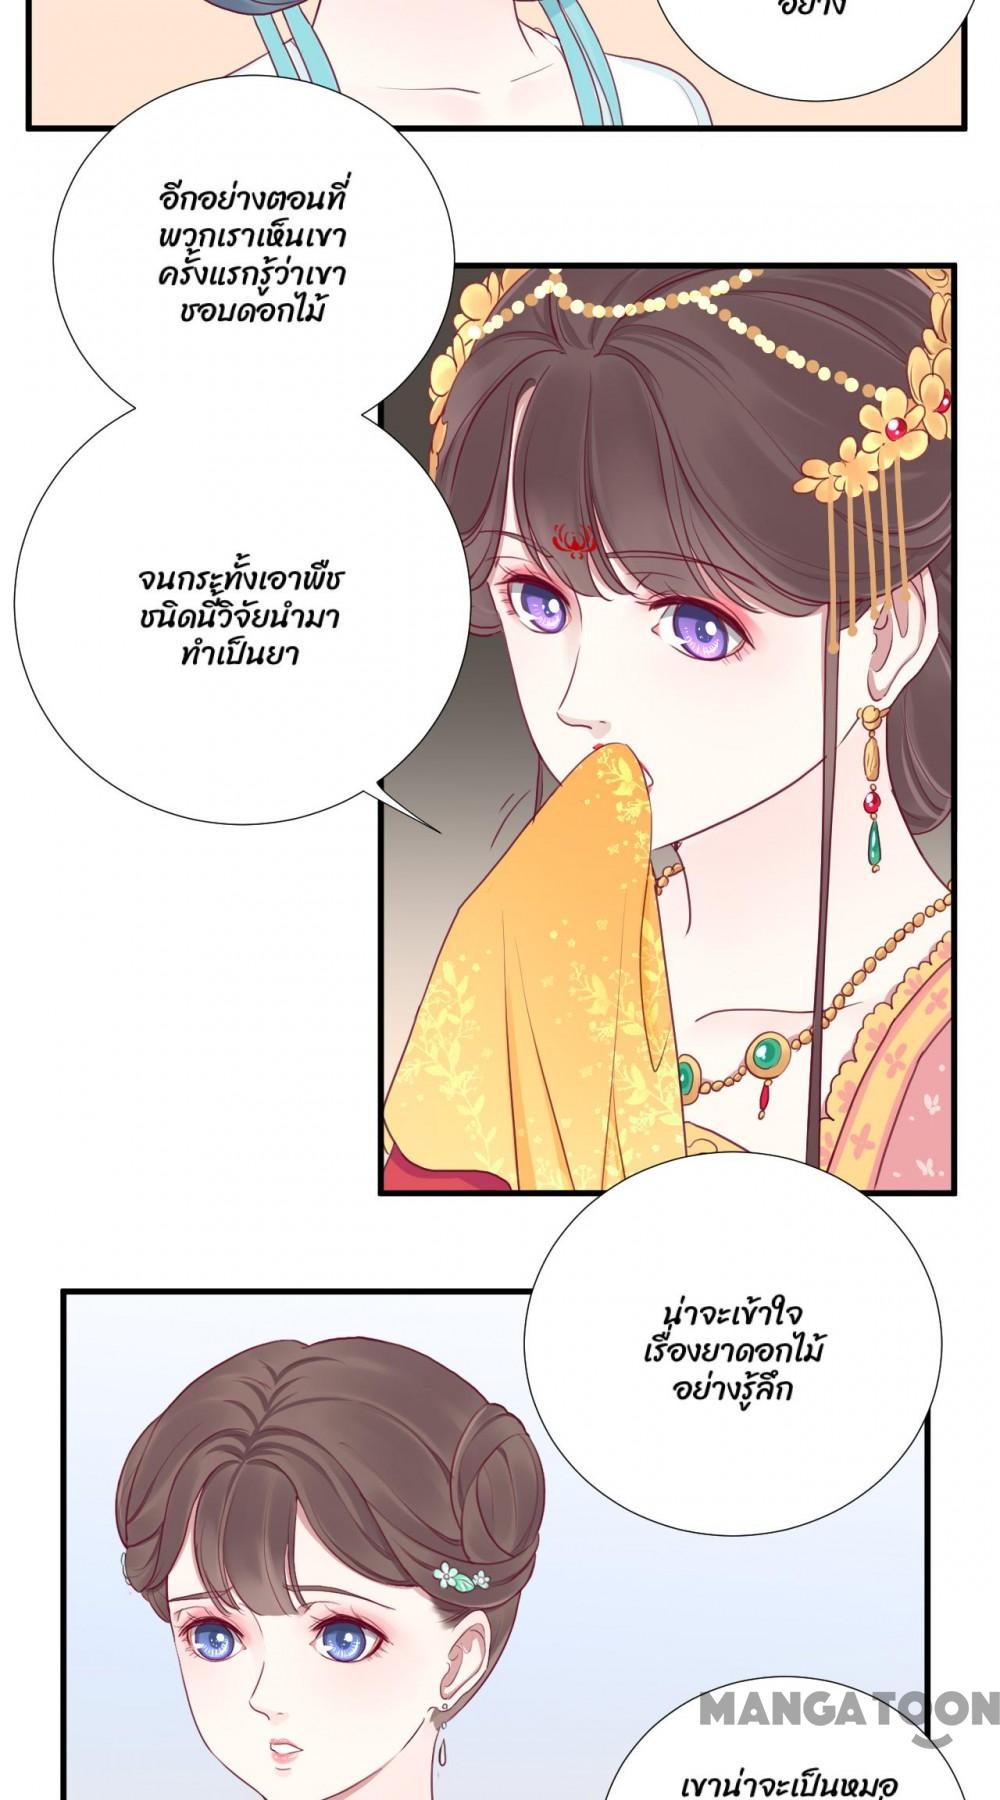 อย่าง
อีกอย่างตอนที่
พวกเราเห็นเขา
ครั้งแรกรู้ว่าเขา
ชอบดอกไม้
จนกระทั้งเอาพืช
ชนิดนี้วิจัยนำมา
ทำเป็นยา
น่าจะเข้าใจ
เรื่องยาดอกไม้
อย่างรู้ลึก
MANGATOON
เขาน่าจะเป็นหมอ